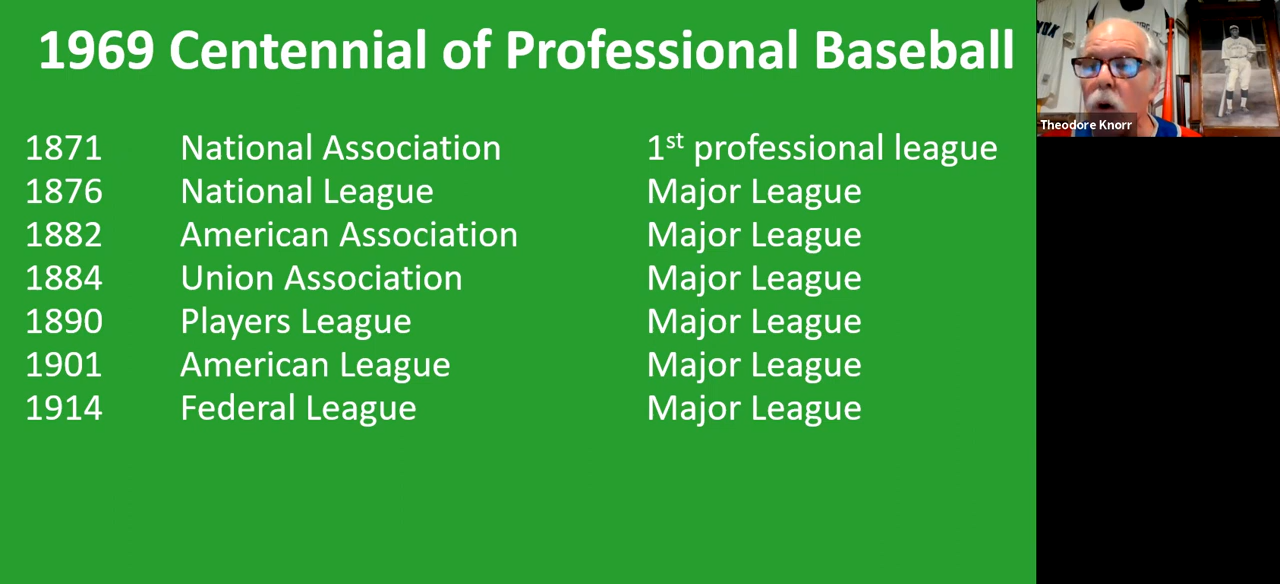 1969 Centennial of Professional Baseball
1871 National Association 1st professional league
1876 National League Major League
1882 American Association Major League
1884 Union Association Major League
1890 Players League Major League
1901 American League Major League
1914 Federal League Major League
Theodore Knorr